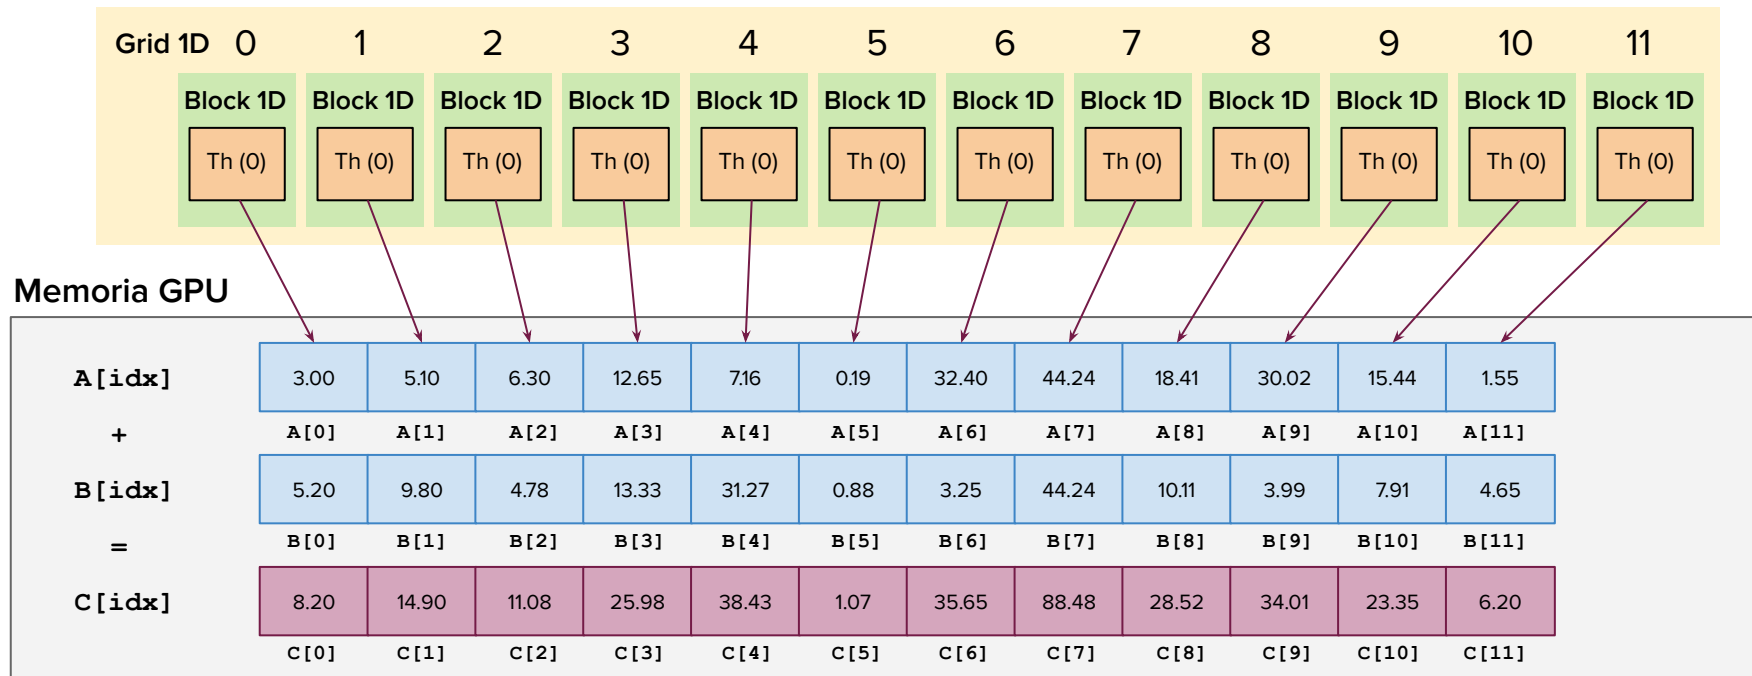 Grid 1D 0 1 2 3 4 5 6 7 8 9 10 11
Block 1D Block 1D Block 1D Block 1D Block 1D Block 1D Block 1D Block 1D Block 1D Block 1D Block 1D Block 1D
Th (0) Th (0) Th (0) Th (0) Th (0) Th (0) Th (0) Th (0) Th (0) Th (0) Th (0) Th (0)
Memoria GPU
A[idx] 3.00 5.10 6.30 12.65 7.16 0.19 32.40 44.24 18.41 30.02 15.44 1.55
+ A[0] A[1] A[2] A[3] A[4] A[5] A[6] A[7] A[8] A[9] A[10] A[11]
B[idx] 5.20 9.80 4.78 13.33 31.27 0.88 3.25 44.24 10.11 3.99 7.91 4.65
= B[0] B[1] B[2] B[3] B[4] B[5] B[6] B[7] B[8] B[9] B[10] B[11]
C[idx] 8.20 14.90 11.08 25.98 38.43 1.07 35.65 88.48 28.52 34.01 23.35 6.20
C[0] C[1] C[2] C[3] C[4] C[5] C[6] C[7] C[8] C[9] C[10] C[11]